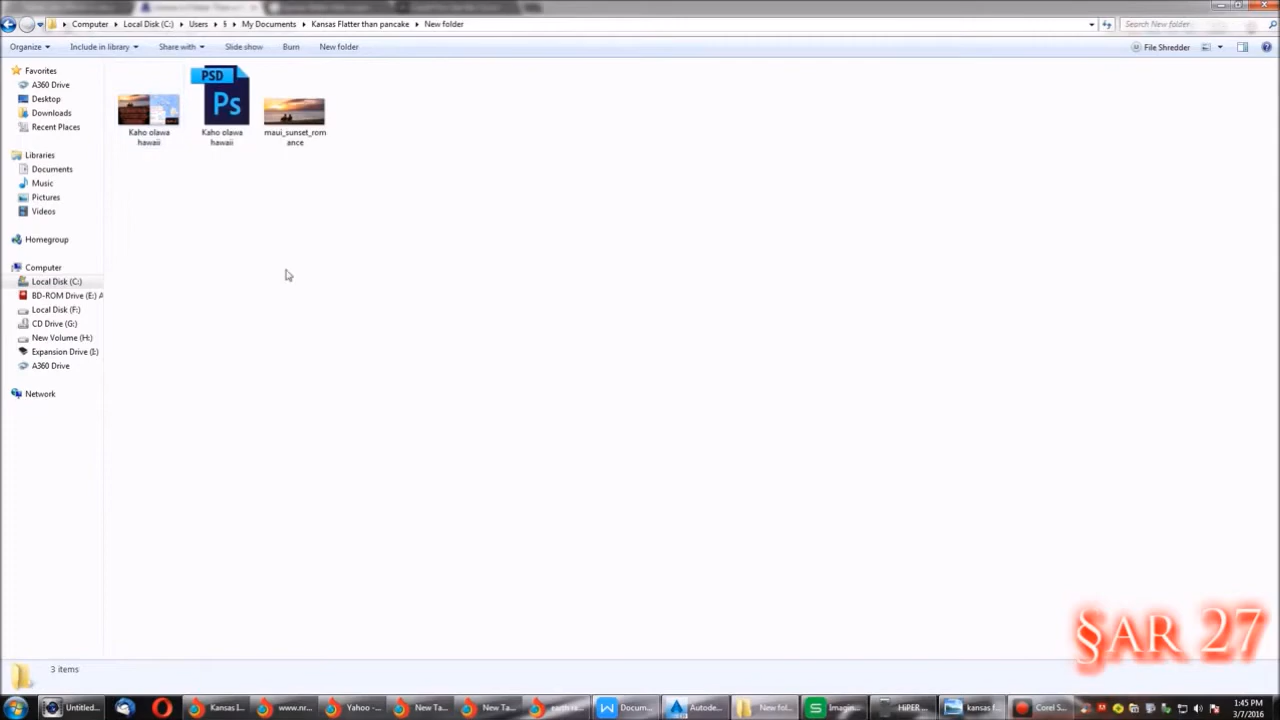 Computer ▸ Local Disk (C:) ▸ Users ▸ § ▸ My Documents ▸ Kansas Flatter than pancake ▸ New folder
Search New folder
Organize Include in library Share with Slide show Burn New folder
File Shredder
Favorites
A360 Drive
Desktop
Downloads
Recent Places
Libraries
Documents
Music
Pictures
Videos
Homegroup
Computer
Local Disk (C:)
BD-ROM Drive (E:) A
Local Disk (F:)
CD Drive (G:)
New Volume (H:)
Expansion Drive (I:)
A360 Drive
Network
PSD
Ps
Kaho olawa
hawaii
Kaho olawa
hawaii
maui_sunset_rom
ance
§AR 27
3 items
Untitled... Kansas I... www.nr... Yahoo -... New Ta... New Ta... earth r... Docum... Autode... New fol... Imagin... HiPER ... kansas f... Corel S...
1:45 PM
3/7/2016